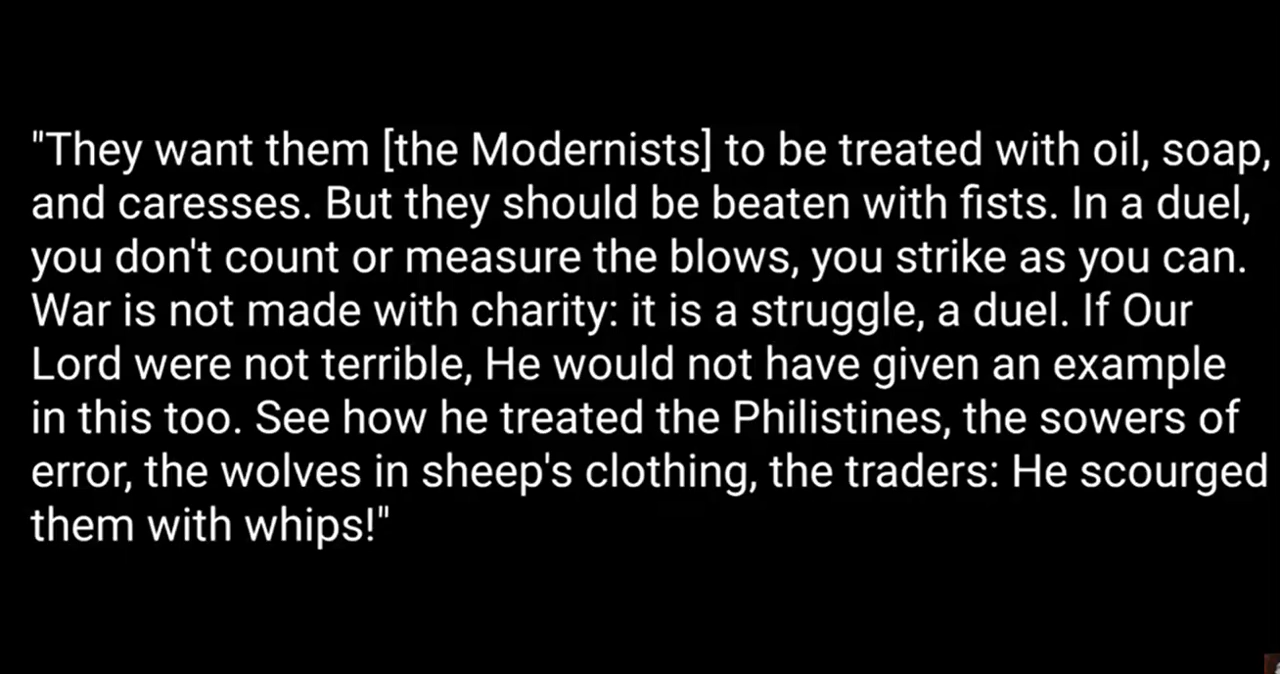 "They want them [the Modernists] to be treated with oil, soap,
and caresses. But they should be beaten with fists. In a duel,
you don't count or measure the blows, you strike as you can.
War is not made with charity: it is a struggle, a duel. If Our
Lord were not terrible, He would not have given an example
in this too. See how he treated the Philistines, the sowers of
error, the wolves in sheep's clothing, the traders: He scourged
them with whips!"